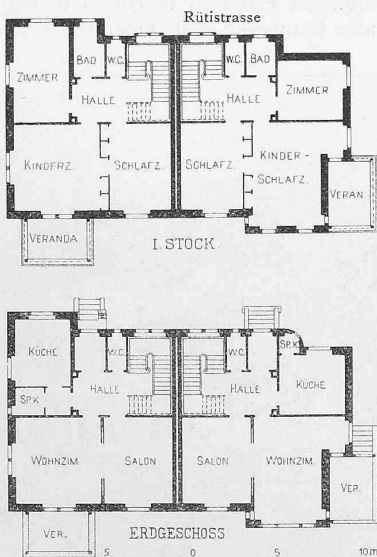 Rütistrasse
ZIMMER BAD W.C. W.C. BAD ZIMMER
HALLE HALLE
KINDERZ. SCHLAFZ. SCHLAFZ. KINDER-
SCHLAFZ.
VERANDA VERAN.
I. STOCK
KÜCHE W.C. W.C. SP.K.
SP.K. HALLE HALLE KÜCHE
WOHNZIM. SALON SALON WOHNZIM.
VER. VER.
ERDGESCHOSS
5 0 5 10 m